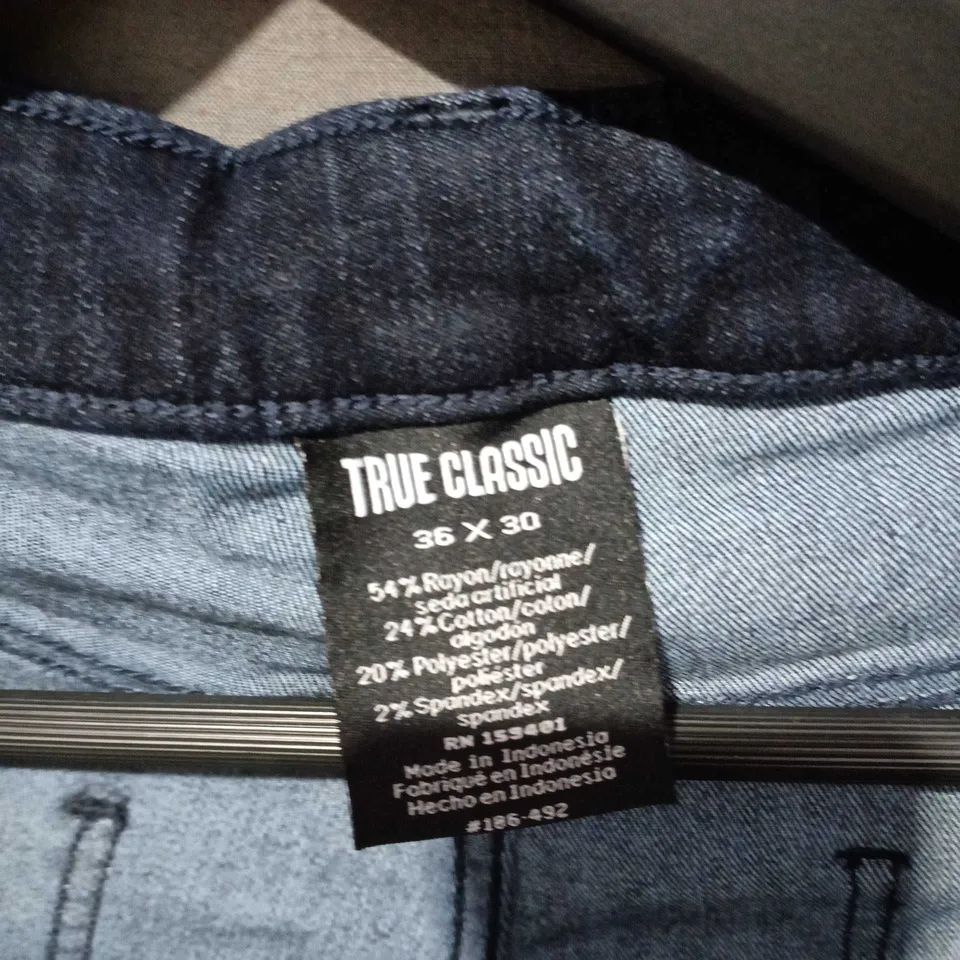 TRUE CLASSIC
36 X 30
54% Rayon/rayonne/
seda artificial
24% Cotton/coton/
algodón
20% Polyester/polyester/
poliester
2% Spandex/spandex/
spandex
RN 159401
Made in Indonesia
Fabriqué en Indonésie
Hecho en Indonesia
#186-492